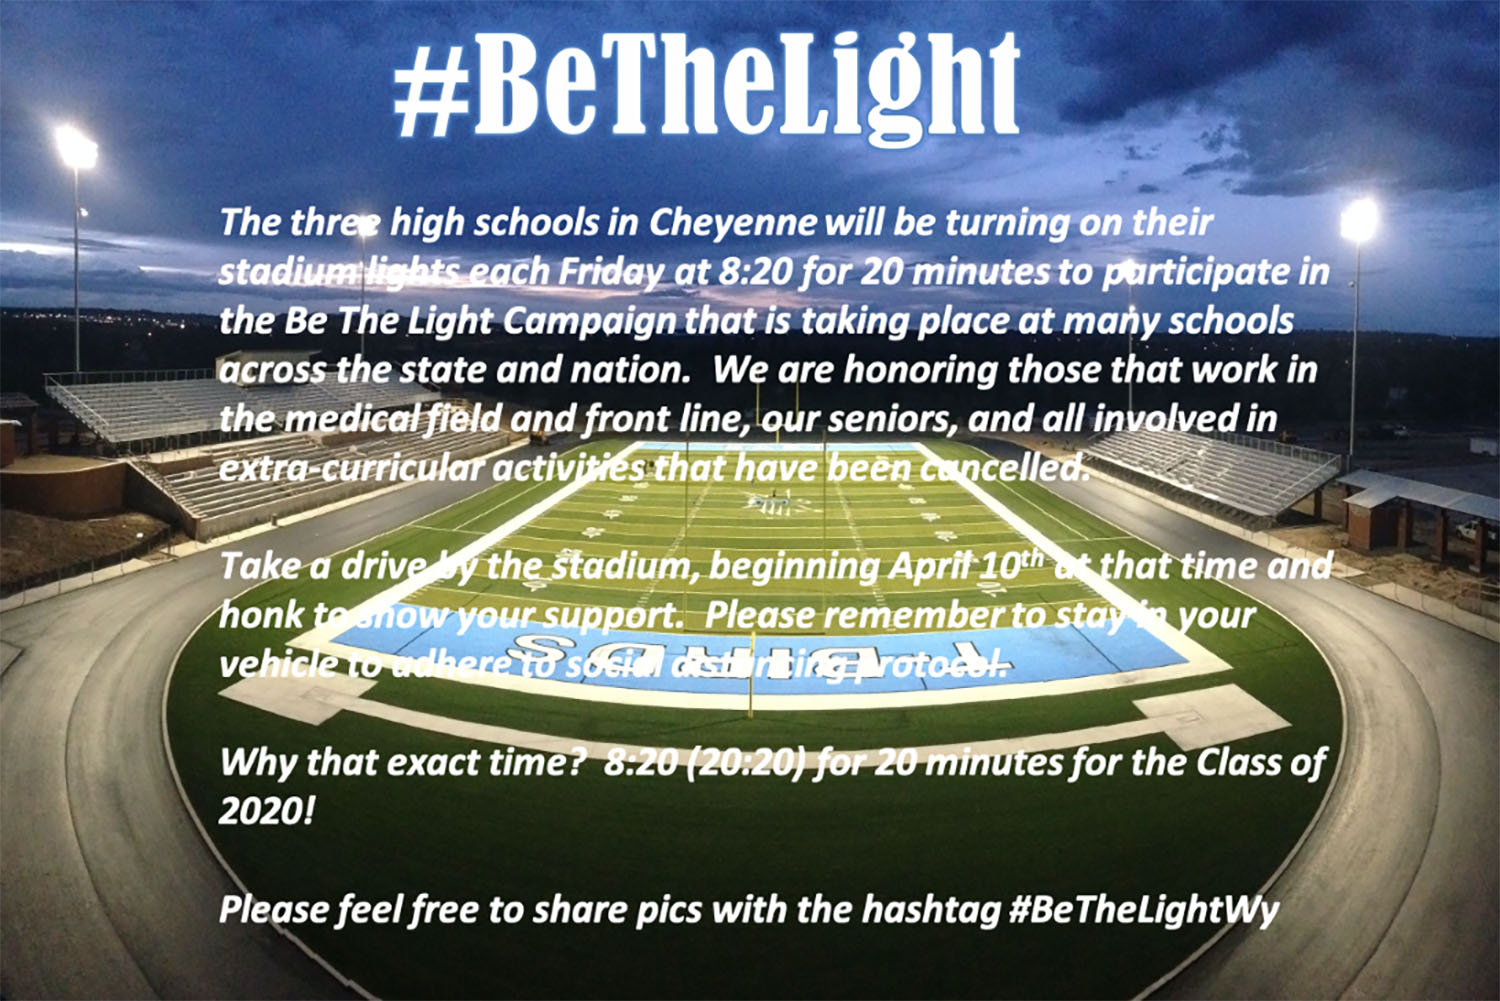 #BeTheLight
The three high schools in Cheyenne will be turning on their
stadium lights each Friday at 8:20 for 20 minutes to participate in
the Be The Light Campaign that is taking place at many schools
across the state and nation.  We are honoring those that work in
the medical field and front line, our seniors, and all involved in
extra-curricular activities that have been cancelled.
Take a drive by the stadium, beginning April 10th at that time and
honk to show your support.  Please remember to stay in your
vehicle to adhere to social distancing protocol.
T-BIRDS
Why that exact time?  8:20 (20:20) for 20 minutes for the Class of
2020!
Please feel free to share pics with the hashtag #BeTheLightWy